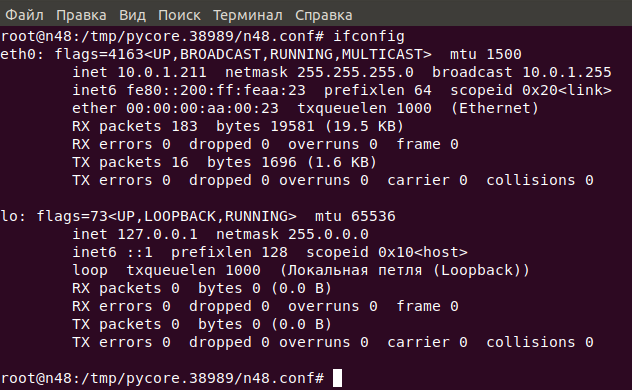 Файл Правка Вид Поиск Терминал Справка
root@n48:/tmp/pycore.38989/n48.conf# ifconfig
eth0: flags=4163<UP,BROADCAST,RUNNING,MULTICAST>  mtu 1500
        inet 10.0.1.211  netmask 255.255.255.0  broadcast 10.0.1.255
        inet6 fe80::200:ff:feaa:23  prefixlen 64  scopeid 0x20<link>
        ether 00:00:00:aa:00:23  txqueuelen 1000  (Ethernet)
        RX packets 183  bytes 19581 (19.5 KB)
        RX errors 0  dropped 0  overruns 0  frame 0
        TX packets 16  bytes 1696 (1.6 KB)
        TX errors 0  dropped 0 overruns 0  carrier 0  collisions 0

lo: flags=73<UP,LOOPBACK,RUNNING>  mtu 65536
        inet 127.0.0.1  netmask 255.0.0.0
        inet6 ::1  prefixlen 128  scopeid 0x10<host>
        loop  txqueuelen 1000  (Локальная петля (Loopback))
        RX packets 0  bytes 0 (0.0 B)
        RX errors 0  dropped 0  overruns 0  frame 0
        TX packets 0  bytes 0 (0.0 B)
        TX errors 0  dropped 0 overruns 0  carrier 0  collisions 0

root@n48:/tmp/pycore.38989/n48.conf#